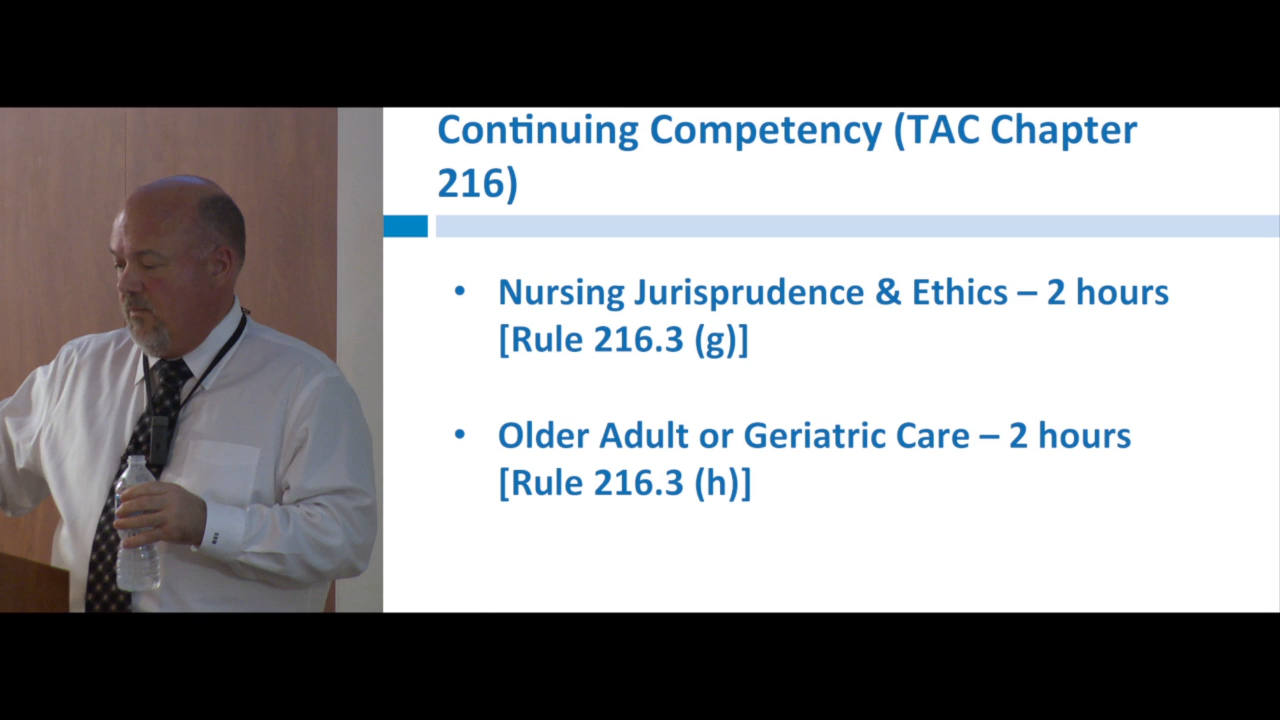 Continuing Competency (TAC Chapter
216)
• Nursing Jurisprudence & Ethics – 2 hours
[Rule 216.3 (g)]
• Older Adult or Geriatric Care – 2 hours
[Rule 216.3 (h)]